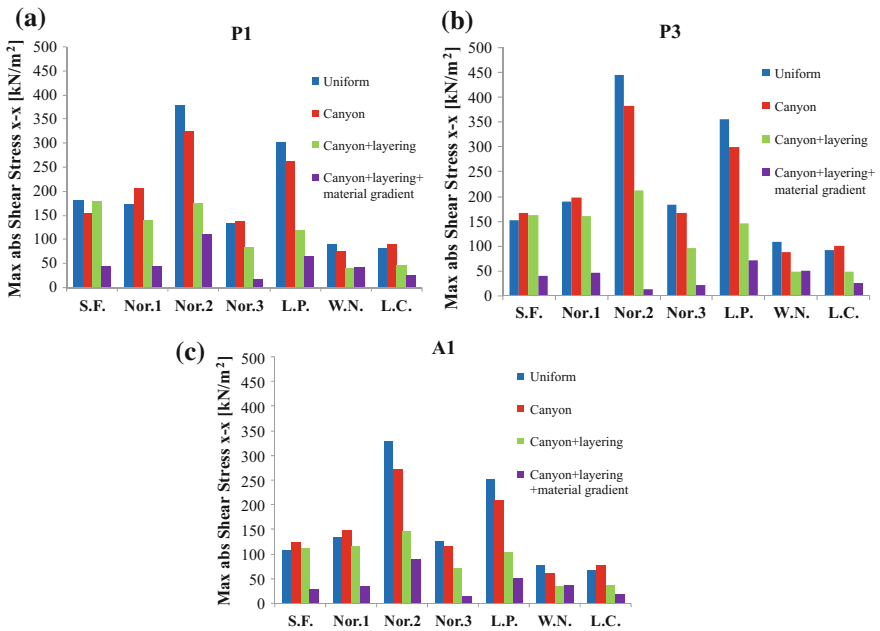 (a)
P1
Max abs Shear Stress x-x [kN/m²]
500
450
400
350
300
250
200
150
100
50
0
Uniform
Canyon
Canyon+layering
Canyon+layering+
material gradient
S.F. Nor.1 Nor.2 Nor.3 L.P. W.N. L.C.
(b)
P3
Max abs Shear Stress x-x [kN/m²]
500
450
400
350
300
250
200
150
100
50
0
Uniform
Canyon
Canyon+layering
Canyon+layering+
material gradient
S.F. Nor.1 Nor.2 Nor.3 L.P. W.N. L.C.
(c)
A1
Max abs Shear Stress x-x [kN/m²]
500
450
400
350
300
250
200
150
100
50
0
Uniform
Canyon
Canyon+layering
Canyon+layering
+material gradient
S.F. Nor.1 Nor.2 Nor.3 L.P. W.N. L.C.